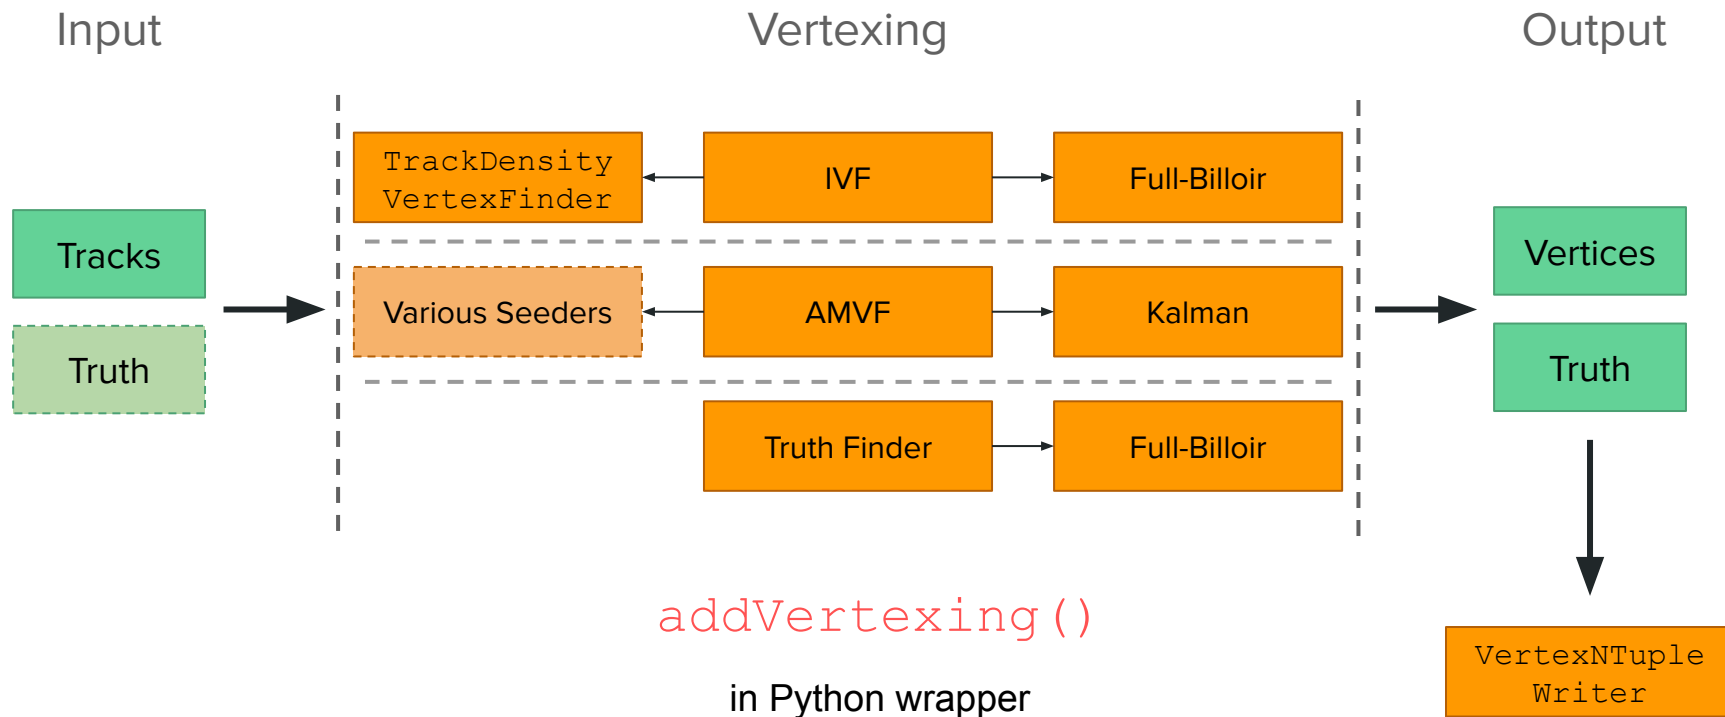 Input
Vertexing
Output
Tracks
Truth
TrackDensity
VertexFinder
IVF
Full-Billoir
Various Seeders
AMVF
Kalman
Truth Finder
Full-Billoir
Vertices
Truth
addVertexing()
in Python wrapper
VertexNTuple
Writer